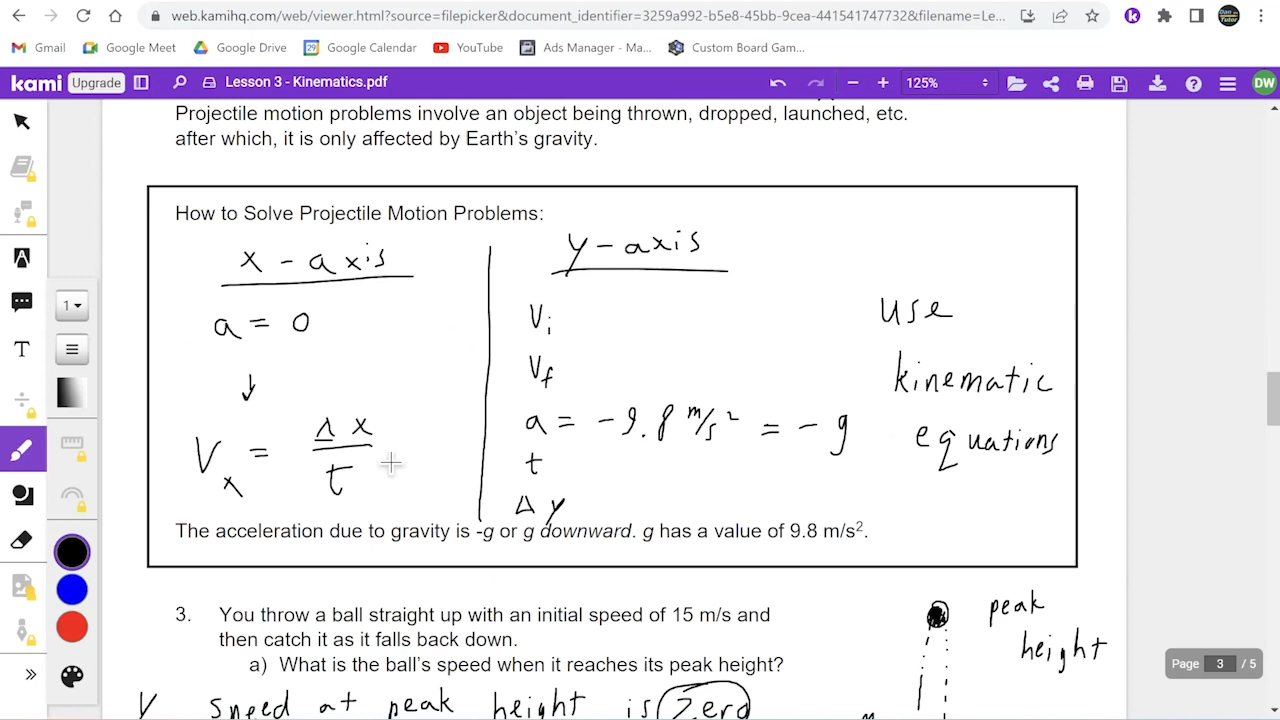 web.kamihq.com/web/viewer.html?source=filepicker&document_identifier=3259a992-b5e8-45bb-9cea-441541747732&filename=Le...
Gmail Google Meet Google Drive Google Calendar YouTube Ads Manager - Ma... Custom Board Gam...
kami Upgrade Lesson 3 - Kinematics.pdf 125% DW
Projectile motion problems involve an object being thrown, dropped, launched, etc.
after which, it is only affected by Earth's gravity.
How to Solve Projectile Motion Problems:
x - axis
a = 0
↓
Vx = Δx / t
y - axis
Vi
Vf
a = -9.8 m/s² = -g
t
Δy
use
kinematic
equations
The acceleration due to gravity is -g or g downward. g has a value of 9.8 m/s².
3. You throw a ball straight up with an initial speed of 15 m/s and
then catch it as it falls back down.
a) What is the ball's speed when it reaches its peak height?
speed at peak height is zero
peak
height
1
Page 3 / 5